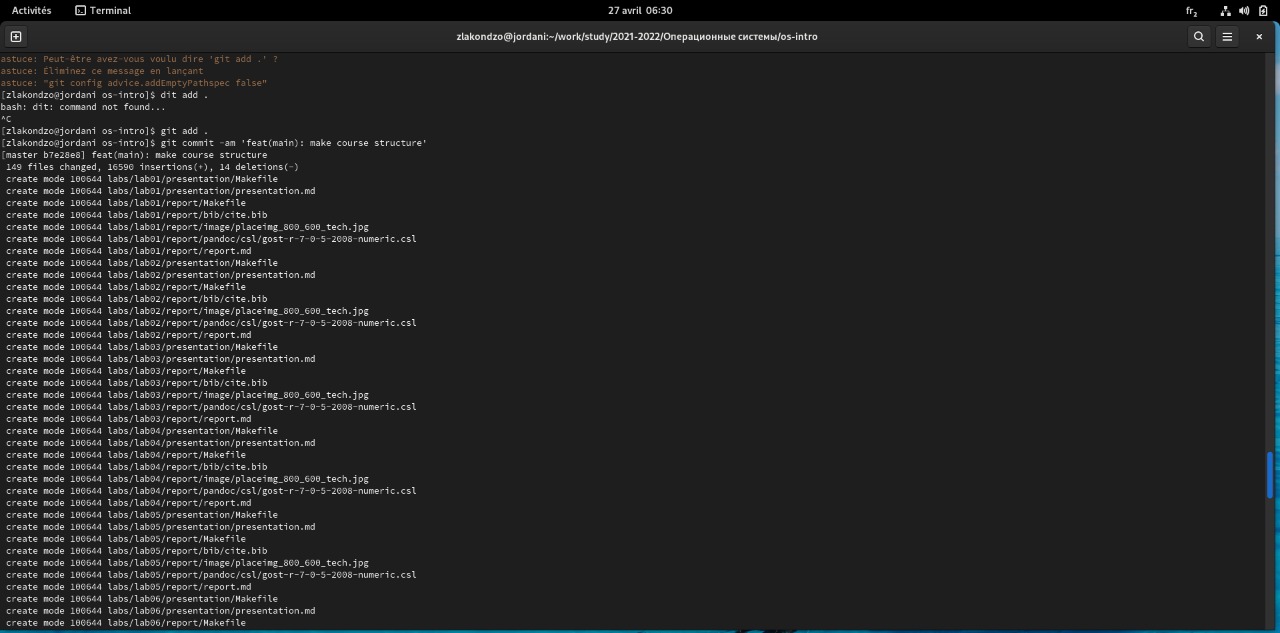 Activités Terminal 27 avril 06:30 fr₂
zlakondzo@jordani:~/work/study/2021-2022/Операционные системы/os-intro
astuce: Peut-être avez-vous voulu dire 'git add .' ?
astuce: Éliminez ce message en lançant
astuce: "git config advice.addEmptyPathspec false"
[zlakondzo@jordani os-intro]$ dit add .
bash: dit: command not found...
^C
[zlakondzo@jordani os-intro]$ git add .
[zlakondzo@jordani os-intro]$ git commit -am 'feat(main): make course structure'
[master b7e28e8] feat(main): make course structure
 149 files changed, 16590 insertions(+), 14 deletions(-)
 create mode 100644 labs/lab01/presentation/Makefile
 create mode 100644 labs/lab01/presentation/presentation.md
 create mode 100644 labs/lab01/report/Makefile
 create mode 100644 labs/lab01/report/bib/cite.bib
 create mode 100644 labs/lab01/report/image/placeimg_800_600_tech.jpg
 create mode 100644 labs/lab01/report/pandoc/csl/gost-r-7-0-5-2008-numeric.csl
 create mode 100644 labs/lab01/report/report.md
 create mode 100644 labs/lab02/presentation/Makefile
 create mode 100644 labs/lab02/presentation/presentation.md
 create mode 100644 labs/lab02/report/Makefile
 create mode 100644 labs/lab02/report/bib/cite.bib
 create mode 100644 labs/lab02/report/image/placeimg_800_600_tech.jpg
 create mode 100644 labs/lab02/report/pandoc/csl/gost-r-7-0-5-2008-numeric.csl
 create mode 100644 labs/lab02/report/report.md
 create mode 100644 labs/lab03/presentation/Makefile
 create mode 100644 labs/lab03/presentation/presentation.md
 create mode 100644 labs/lab03/report/Makefile
 create mode 100644 labs/lab03/report/bib/cite.bib
 create mode 100644 labs/lab03/report/image/placeimg_800_600_tech.jpg
 create mode 100644 labs/lab03/report/pandoc/csl/gost-r-7-0-5-2008-numeric.csl
 create mode 100644 labs/lab03/report/report.md
 create mode 100644 labs/lab04/presentation/Makefile
 create mode 100644 labs/lab04/presentation/presentation.md
 create mode 100644 labs/lab04/report/Makefile
 create mode 100644 labs/lab04/report/bib/cite.bib
 create mode 100644 labs/lab04/report/image/placeimg_800_600_tech.jpg
 create mode 100644 labs/lab04/report/pandoc/csl/gost-r-7-0-5-2008-numeric.csl
 create mode 100644 labs/lab04/report/report.md
 create mode 100644 labs/lab05/presentation/Makefile
 create mode 100644 labs/lab05/presentation/presentation.md
 create mode 100644 labs/lab05/report/Makefile
 create mode 100644 labs/lab05/report/bib/cite.bib
 create mode 100644 labs/lab05/report/image/placeimg_800_600_tech.jpg
 create mode 100644 labs/lab05/report/pandoc/csl/gost-r-7-0-5-2008-numeric.csl
 create mode 100644 labs/lab05/report/report.md
 create mode 100644 labs/lab06/presentation/Makefile
 create mode 100644 labs/lab06/presentation/presentation.md
 create mode 100644 labs/lab06/report/Makefile